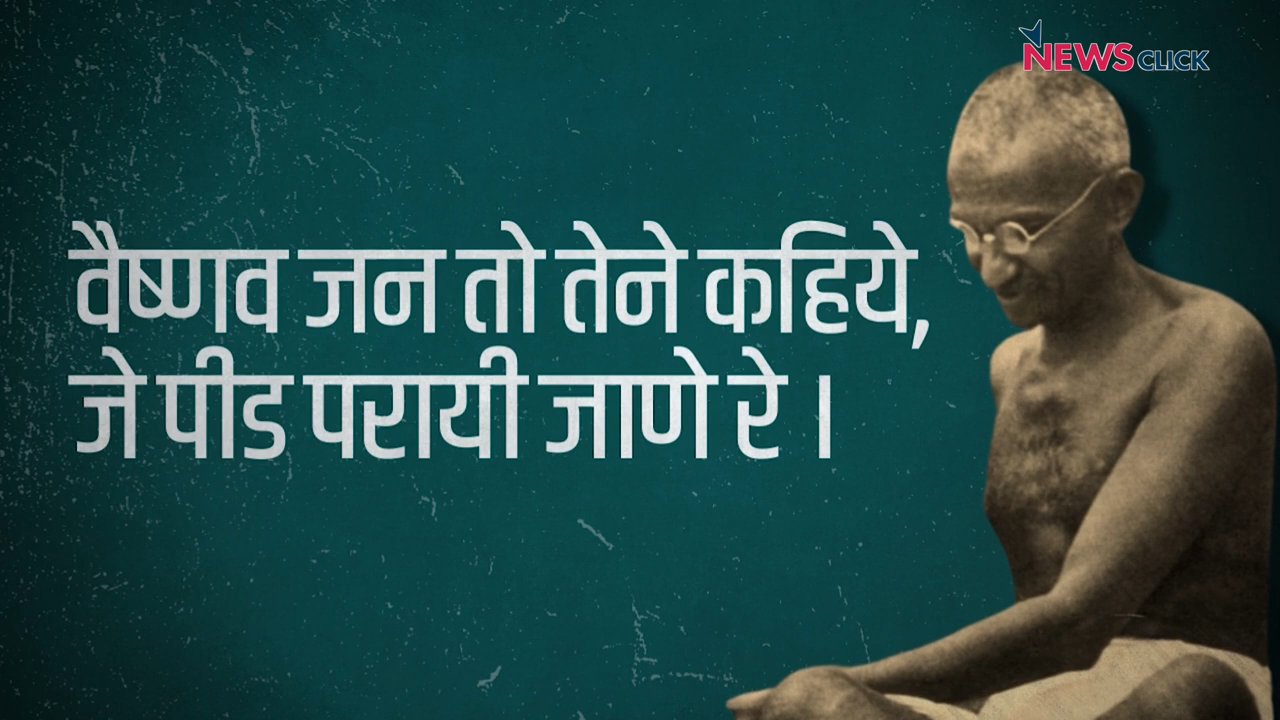 NEWSCLICK
वैष्णव जन तो तेने कहिये,
जे पीड परायी जाणे रे ।